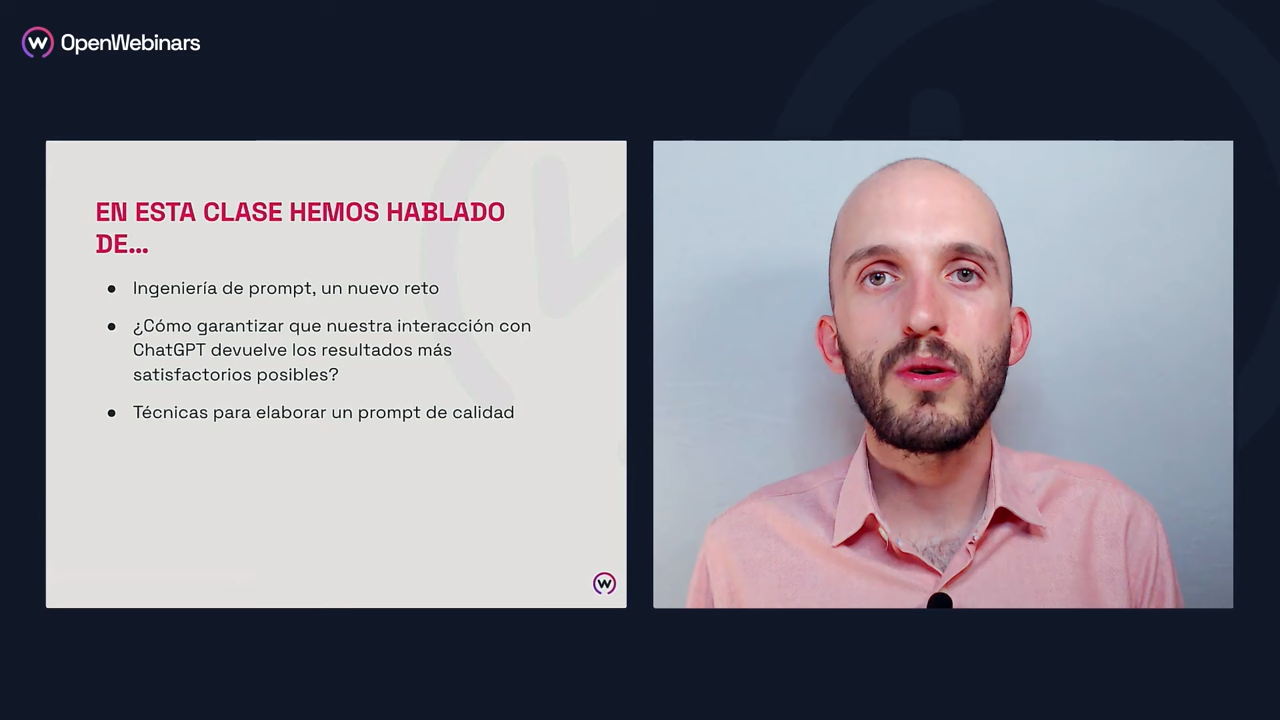 OpenWebinars
EN ESTA CLASE HEMOS HABLADO
DE...
● Ingeniería de prompt, un nuevo reto
● ¿Cómo garantizar que nuestra interacción con
ChatGPT devuelve los resultados más
satisfactorios posibles?
● Técnicas para elaborar un prompt de calidad